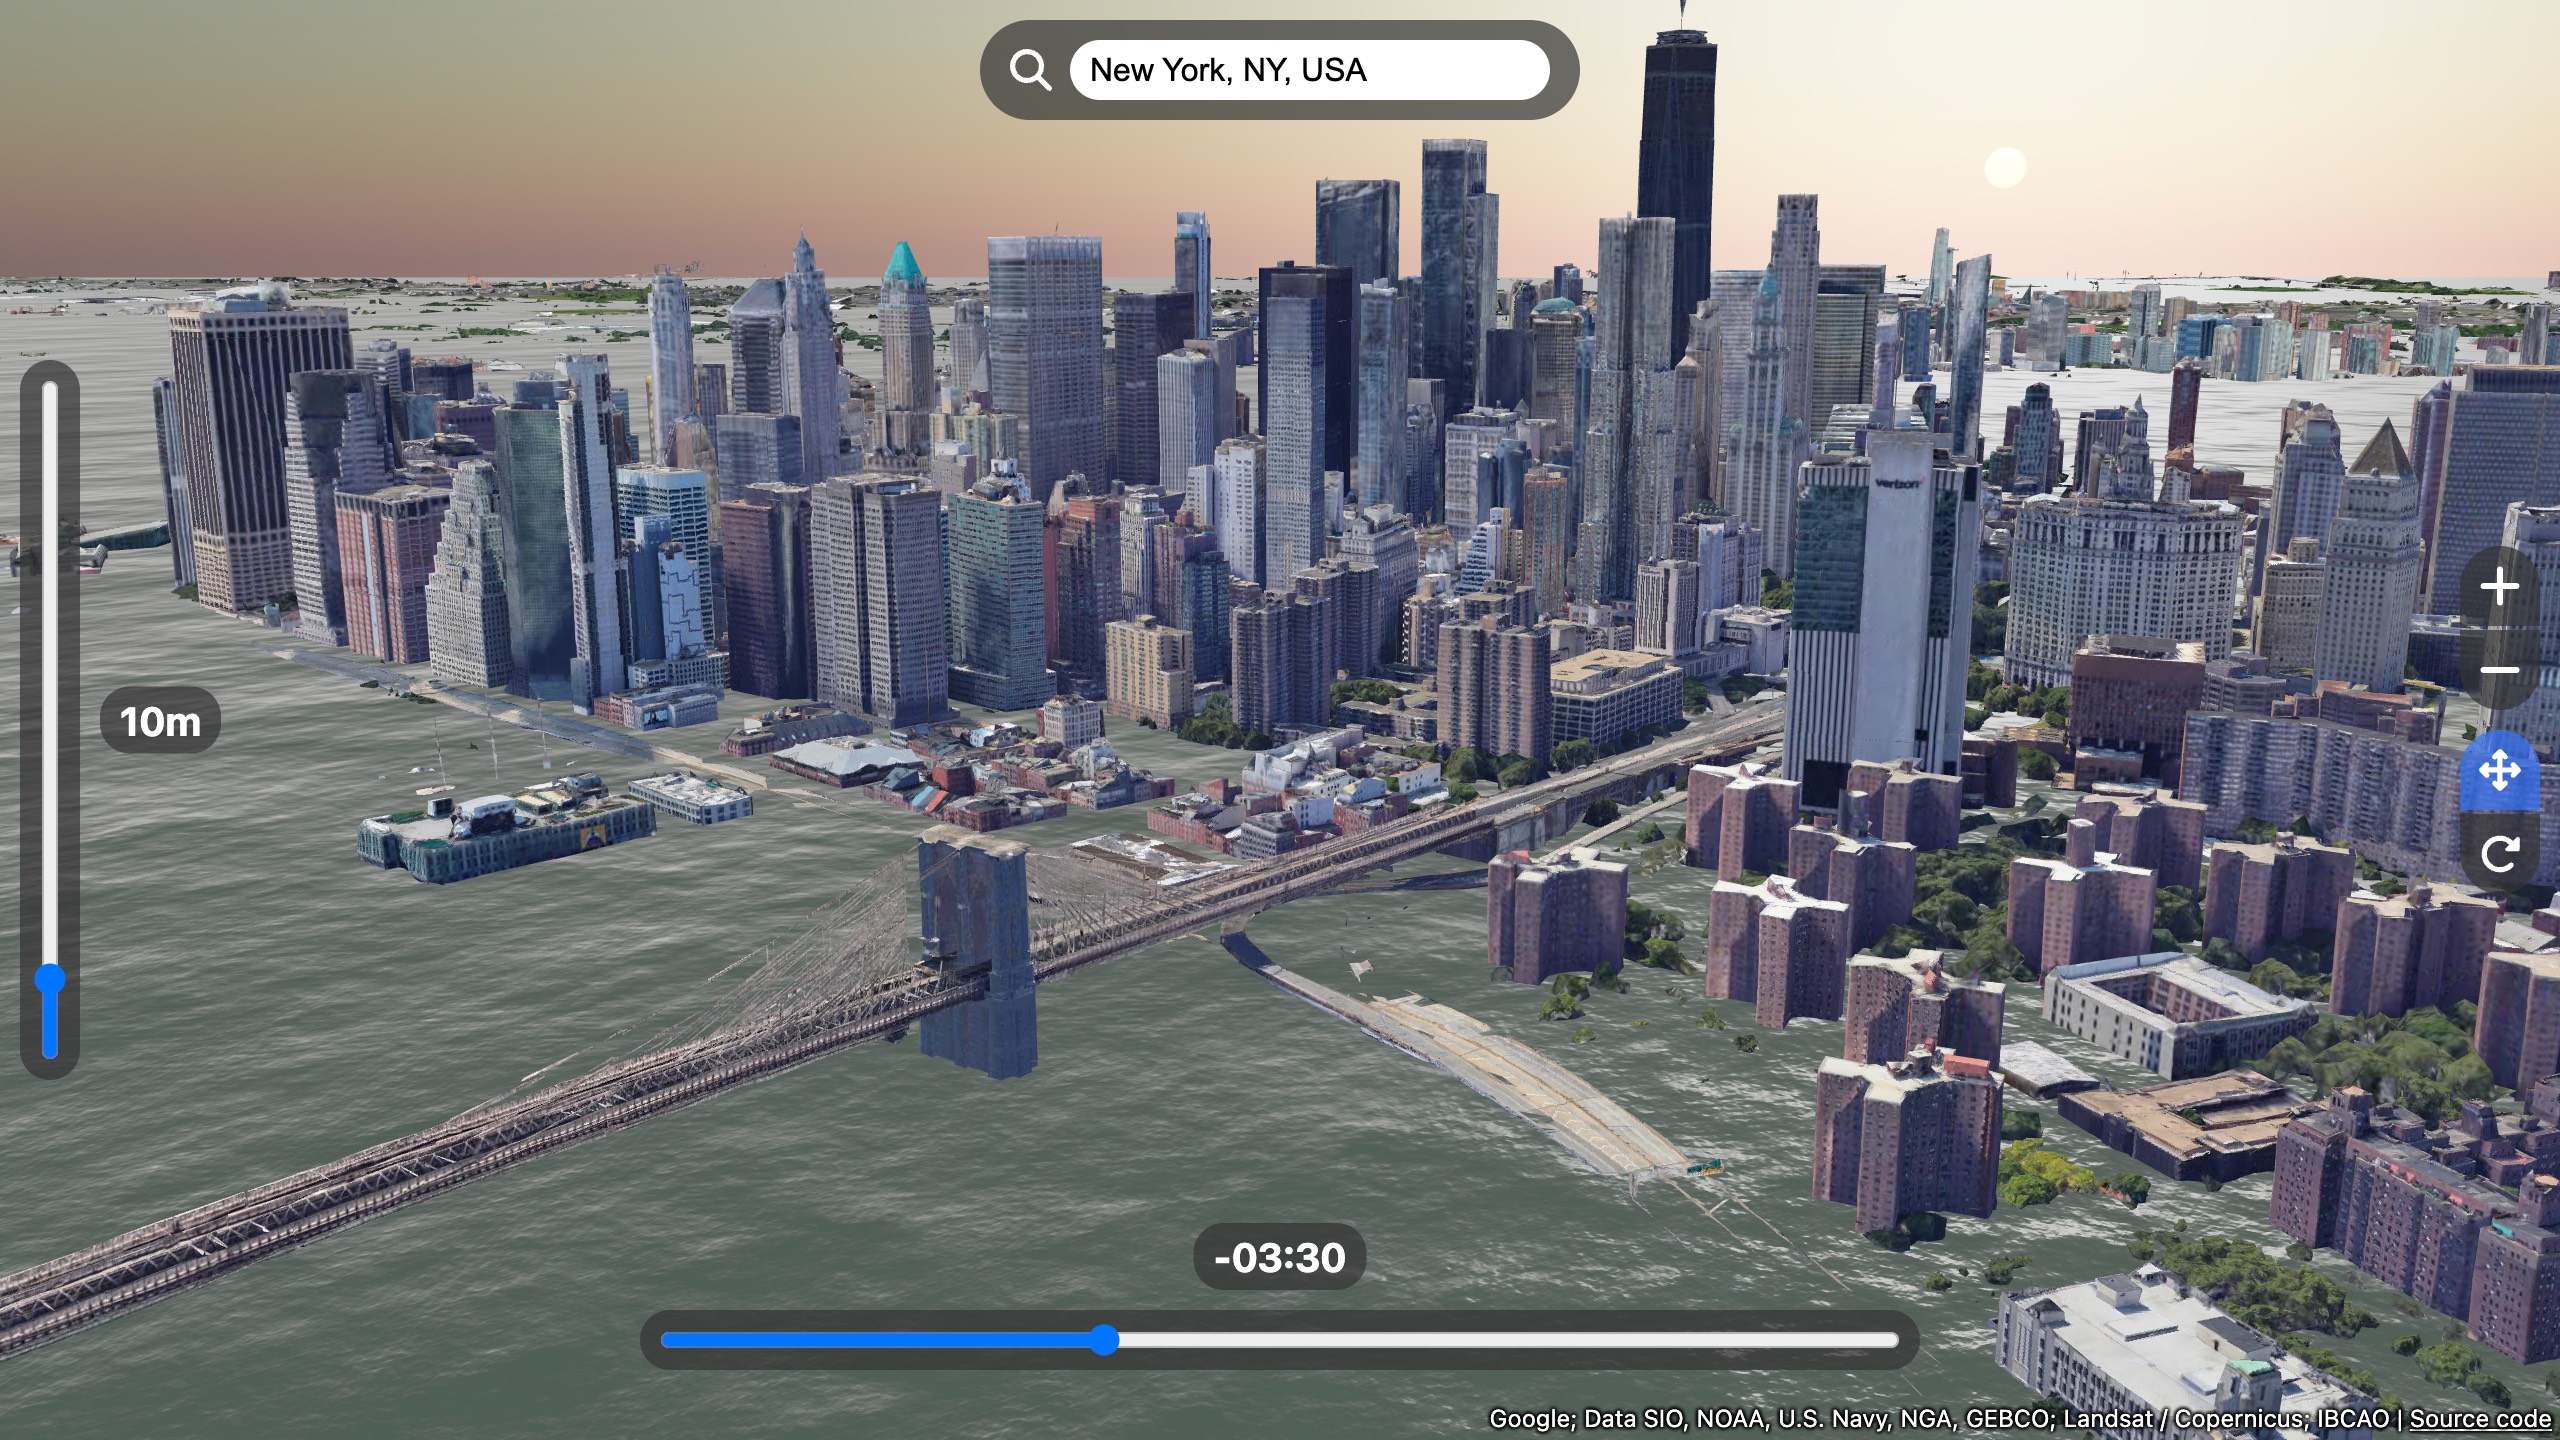 New York, NY, USA
verizon
10m
-03:30
Google; Data SIO, NOAA, U.S. Navy, NGA, GEBCO; Landsat / Copernicus; IBCAO | Source code